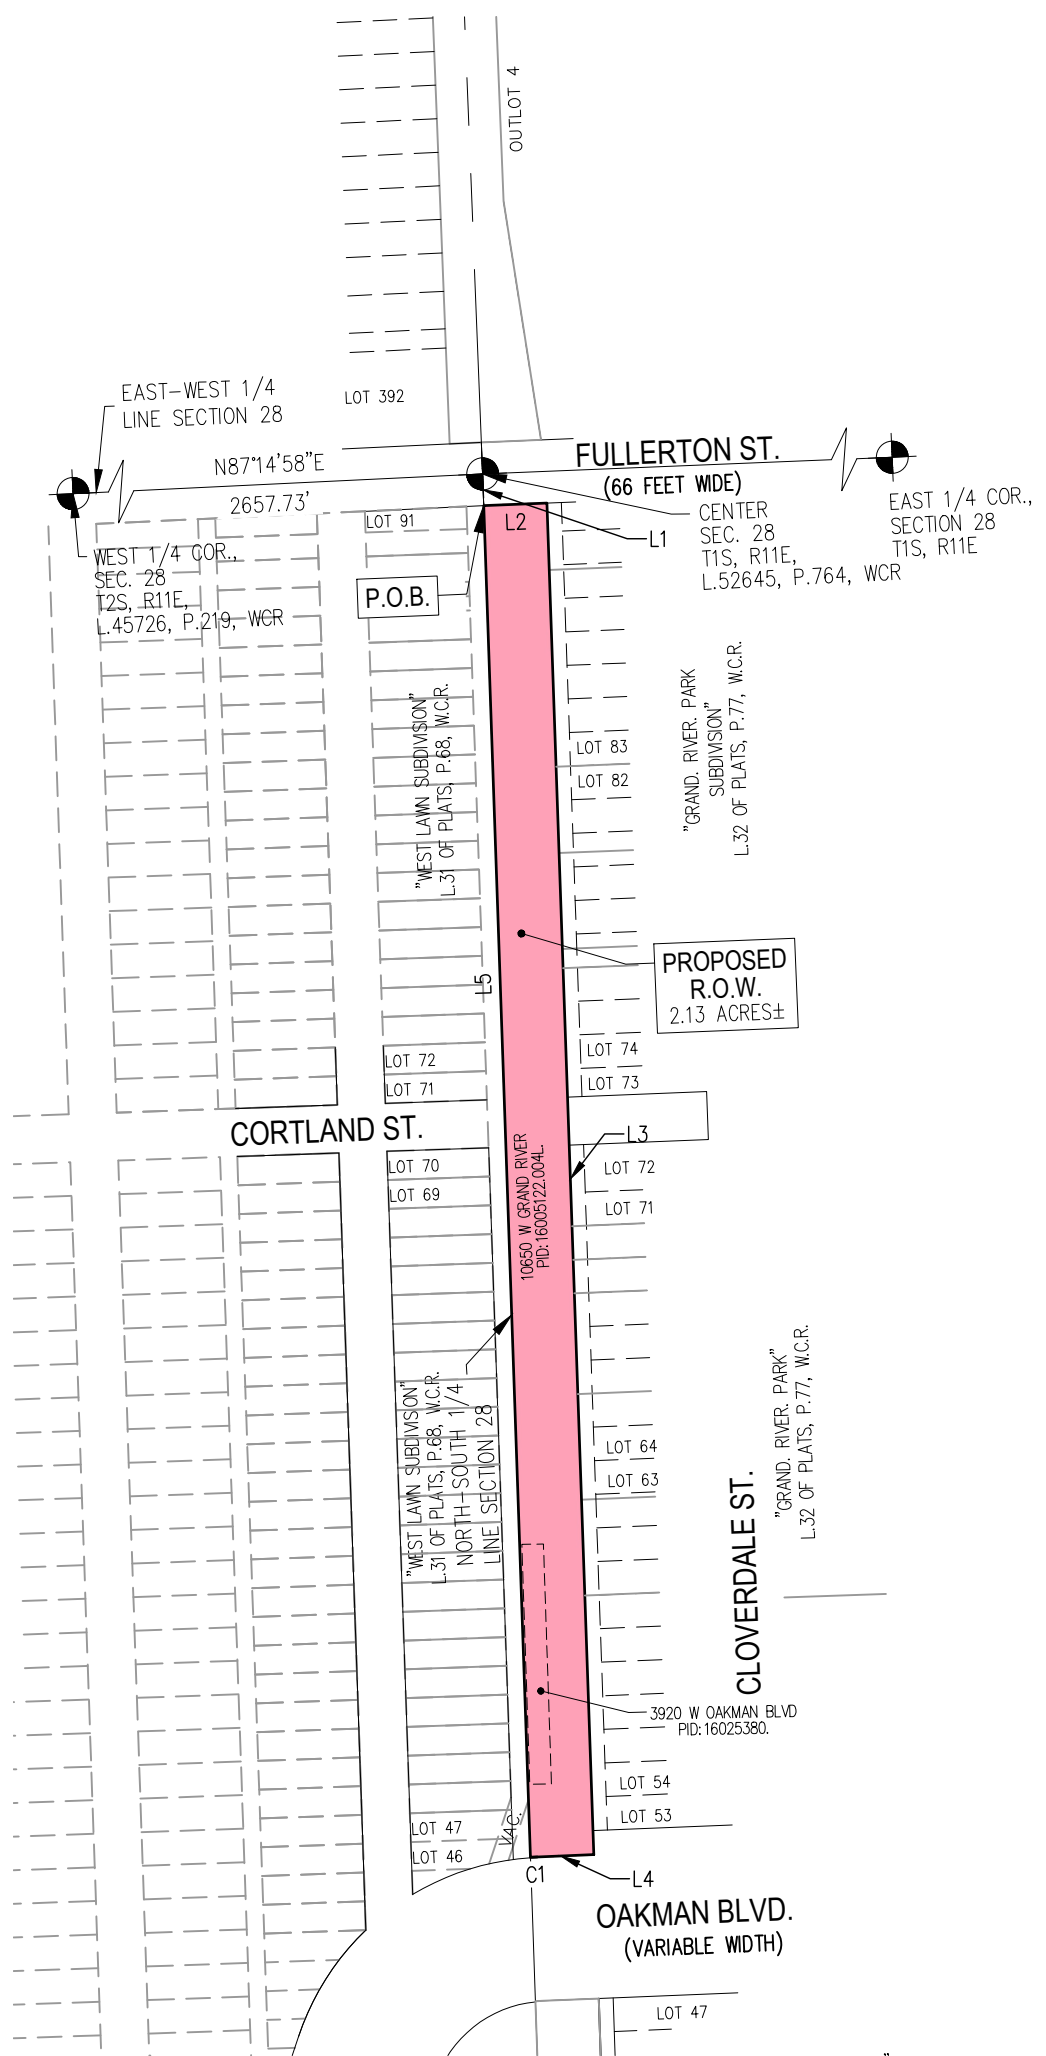 OUTLOT 4
EAST-WEST 1/4
LINE SECTION 28
LOT 392
N87°14'58"E
2657.73'
FULLERTON ST.
(66 FEET WIDE)
CENTER
SEC. 28
T1S, R11E,
L.52645, P.764, WCR
EAST 1/4 COR.,
SECTION 28
T1S, R11E
WEST 1/4 COR.,
SEC. 28
T2S, R11E,
L.45726, P.219, WCR
LOT 91
L2
L1
P.O.B.
"WEST LAWN SUBDIVISION"
L.31 OF PLATS, P.68, W.C.R.
"GRAND. RIVER. PARK
SUBDIVISION"
L.32 OF PLATS, P.77, W.C.R.
LOT 83
LOT 82
PROPOSED
R.O.W.
2.13 ACRES±
L5
LOT 72
LOT 71
LOT 74
LOT 73
CORTLAND ST.
L3
LOT 70
LOT 69
10650 W GRAND RIVER
PID:16005122.004L.
LOT 72
LOT 71
"WEST LAWN SUBDIVISION"
L.31 OF PLATS, P.68, W.C.R.
NORTH-SOUTH 1/4
LINE SECTION 28
LOT 64
LOT 63
"GRAND. RIVER. PARK"
L.32 OF PLATS, P.77, W.C.R.
CLOVERDALE ST.
3920 W OAKMAN BLVD
PID:16025380.
LOT 54
LOT 53
LOT 47
LOT 46
VAC.
C1
L4
OAKMAN BLVD.
(VARIABLE WIDTH)
LOT 47
"